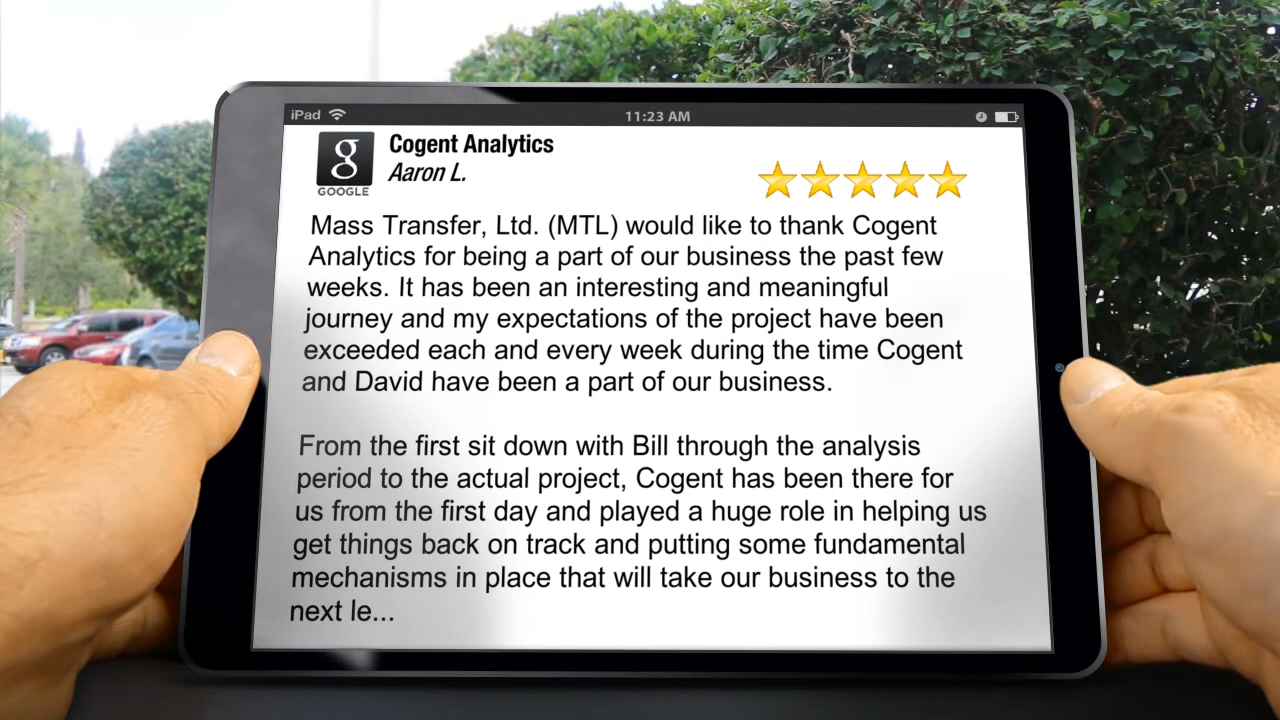 iPad 11:23 AM
g
GOOGLE
Cogent Analytics
Aaron L.
Mass Transfer, Ltd. (MTL) would like to thank Cogent
Analytics for being a part of our business the past few
weeks. It has been an interesting and meaningful
journey and my expectations of the project have been
exceeded each and every week during the time Cogent
and David have been a part of our business.
From the first sit down with Bill through the analysis
period to the actual project, Cogent has been there for
us from the first day and played a huge role in helping us
get things back on track and putting some fundamental
mechanisms in place that will take our business to the
next le...